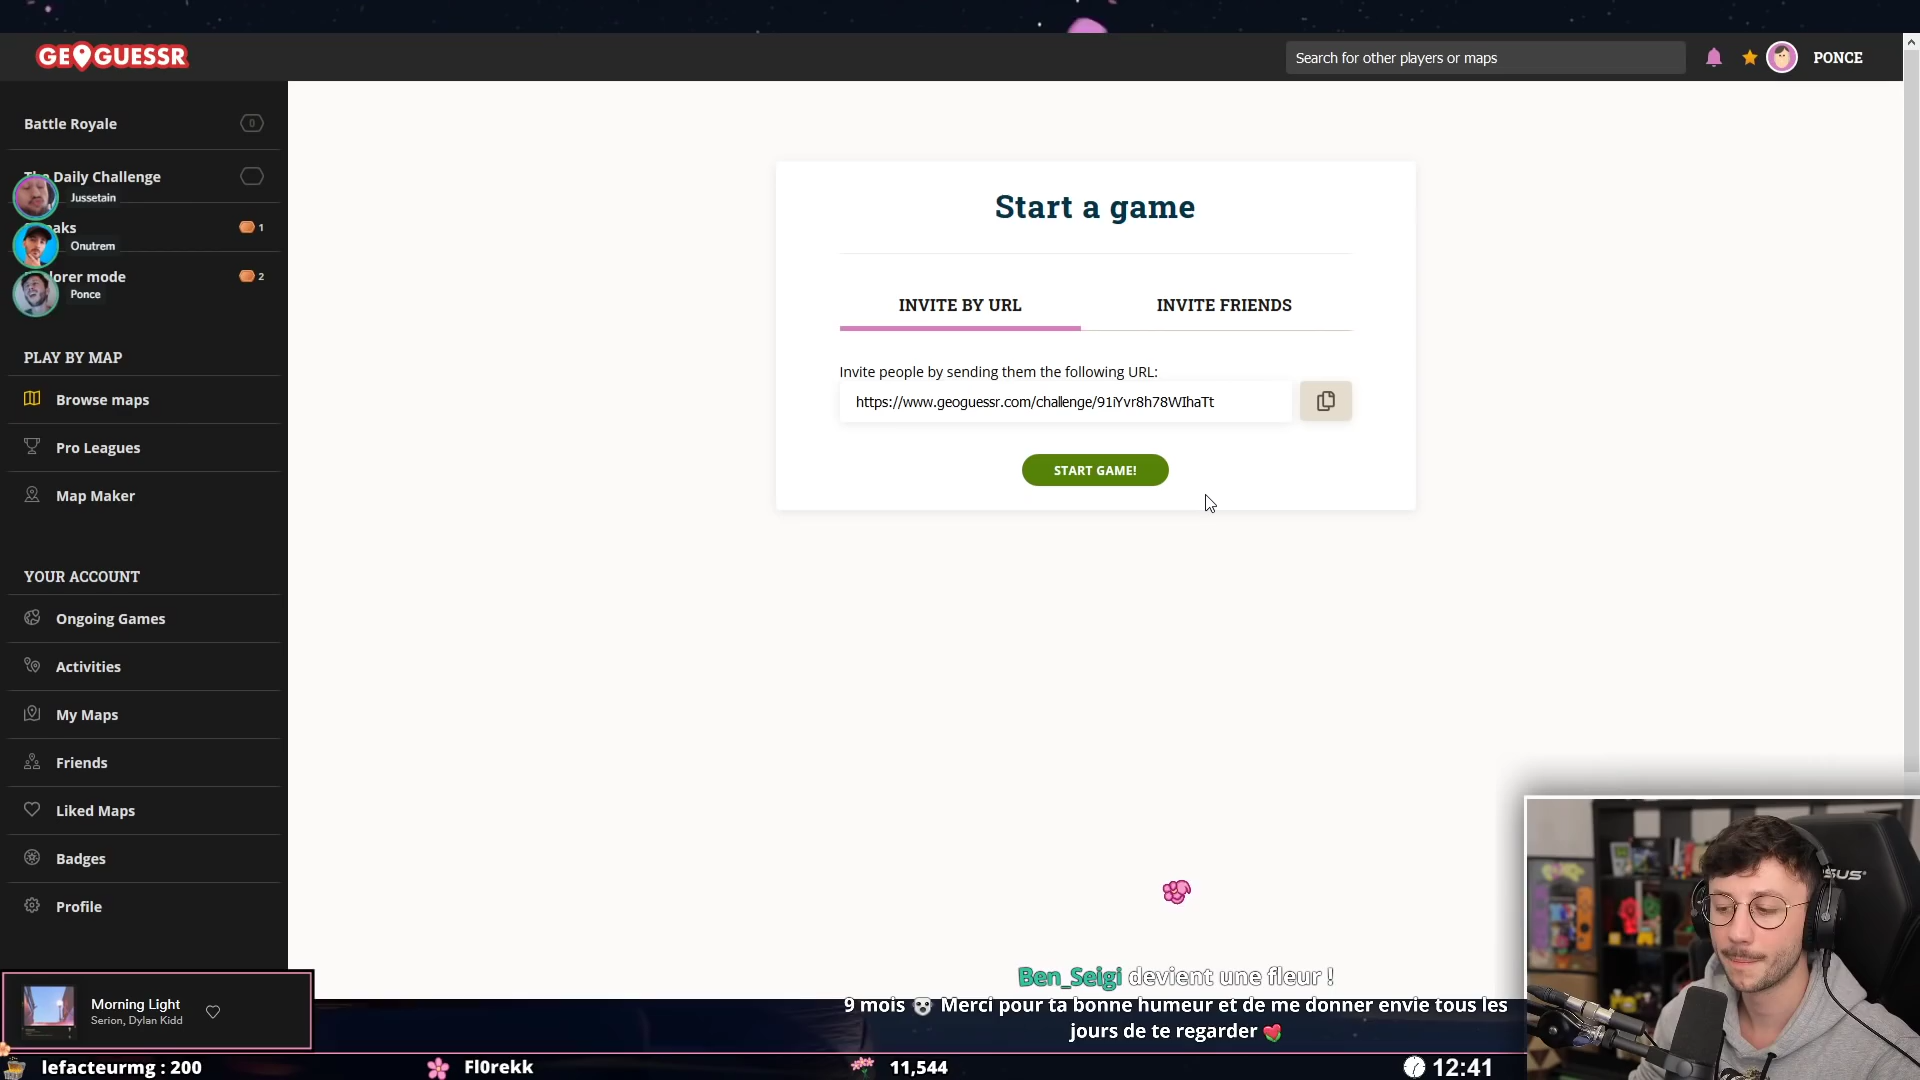 GEOGUESSR
Search for other players or maps
PONCE
Battle Royale
0
The Daily Challenge
Jussetain
1
Onutrem
2
Ponce
PLAY BY MAP
Browse maps
Pro Leagues
Map Maker
YOUR ACCOUNT
Ongoing Games
Activities
My Maps
Friends
Liked Maps
Badges
Profile
Start a game
INVITE BY URL
INVITE FRIENDS
Invite people by sending them the following URL:
https://www.geoguessr.com/challenge/91iYvr8h78WIhaTt
START GAME!
Ben_Seigi devient une fleur !
9 mois Merci pour ta bonne humeur et de me donner envie tous les
jours de te regarder
Morning Light
Serion, Dylan Kidd
lefacteurmg : 200
Fl0rekk
11,544
12:41